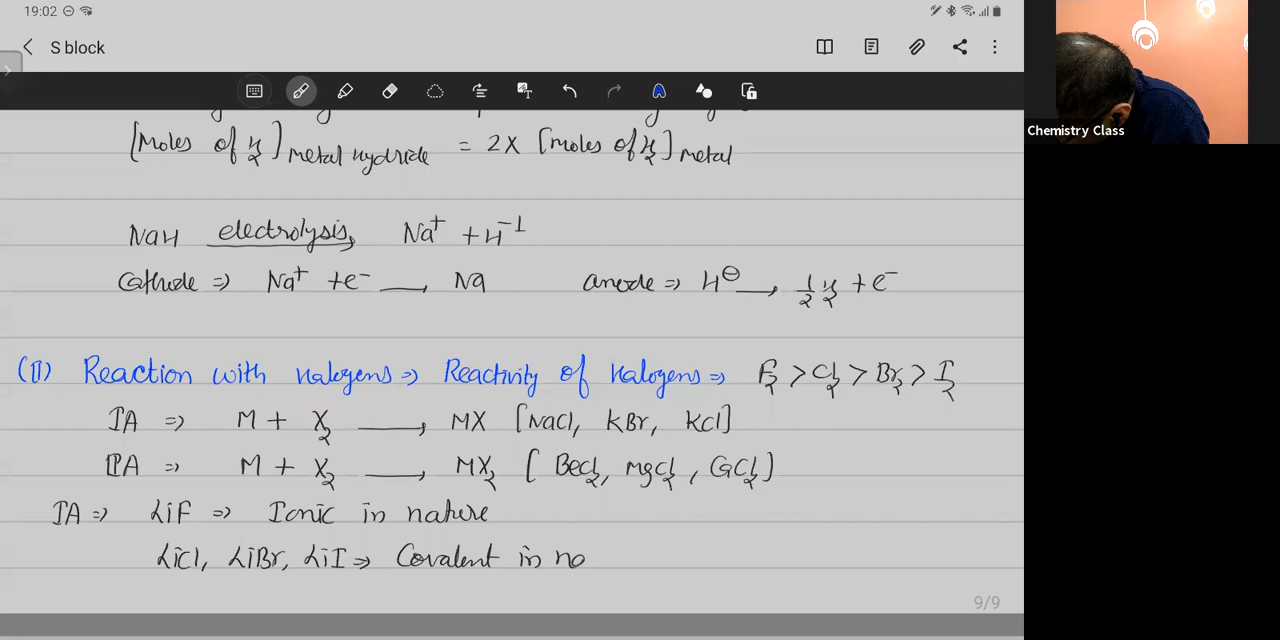 19:02
S block
Chemistry Class
[Moles of H₂] metal hydride = 2X [moles of H₂] metal
NaH electrolysis Na⁺ + H⁻¹
Cathode ⇒ Na⁺ + e⁻ → Na anode ⇒ H⊖ → 1/2 H₂ + e⁻
(II) Reaction with halogens ⇒ Reactivity of halogens ⇒ F₂ > Cl₂ > Br₂ > I₂
IA ⇒ M + X₂ → MX [NaCl, KBr, KCl]
IIA ⇒ M + X₂ → MX₂ [BeCl₂, MgCl₂, CaCl₂]
IA ⇒ LiF ⇒ Ionic in nature
LiCl, LiBr, LiI ⇒ Covalent in na
9/9